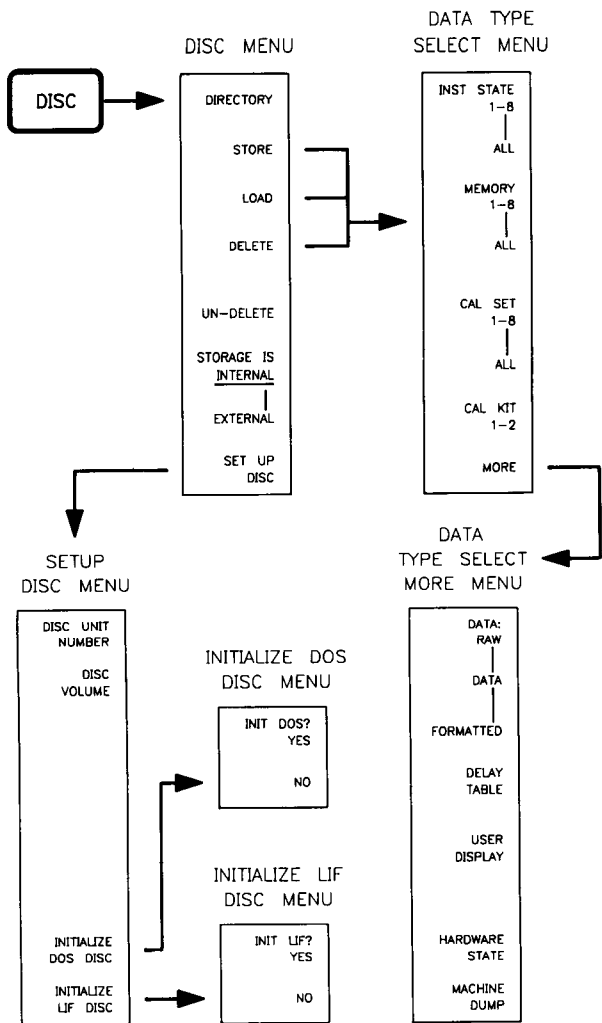 DISC
DISC MENU
DIRECTORY
STORE
LOAD
DELETE
UN-DELETE
STORAGE IS
INTERNAL
EXTERNAL
SET UP
DISC
DATA TYPE
SELECT MENU
INST STATE
1-8
ALL
MEMORY
1-8
ALL
CAL SET
1-8
ALL
CAL KIT
1-2
MORE
SETUP
DISC MENU
DISC UNIT
NUMBER
DISC
VOLUME
INITIALIZE
DOS DISC
INITIALIZE
LIF DISC
INITIALIZE DOS
DISC MENU
INIT DOS?
YES
NO
INITIALIZE LIF
DISC MENU
INIT LIF?
YES
NO
DATA
TYPE SELECT
MORE MENU
DATA:
RAW
DATA
FORMATTED
DELAY
TABLE
USER
DISPLAY
HARDWARE
STATE
MACHINE
DUMP